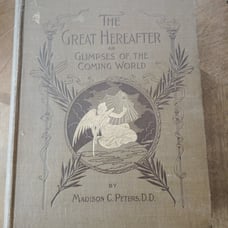 THE
GREAT HEREAFTER
OR
GLIMPSES OF THE
COMING WORLD
BY
MADISON C. PETERS, D.D.